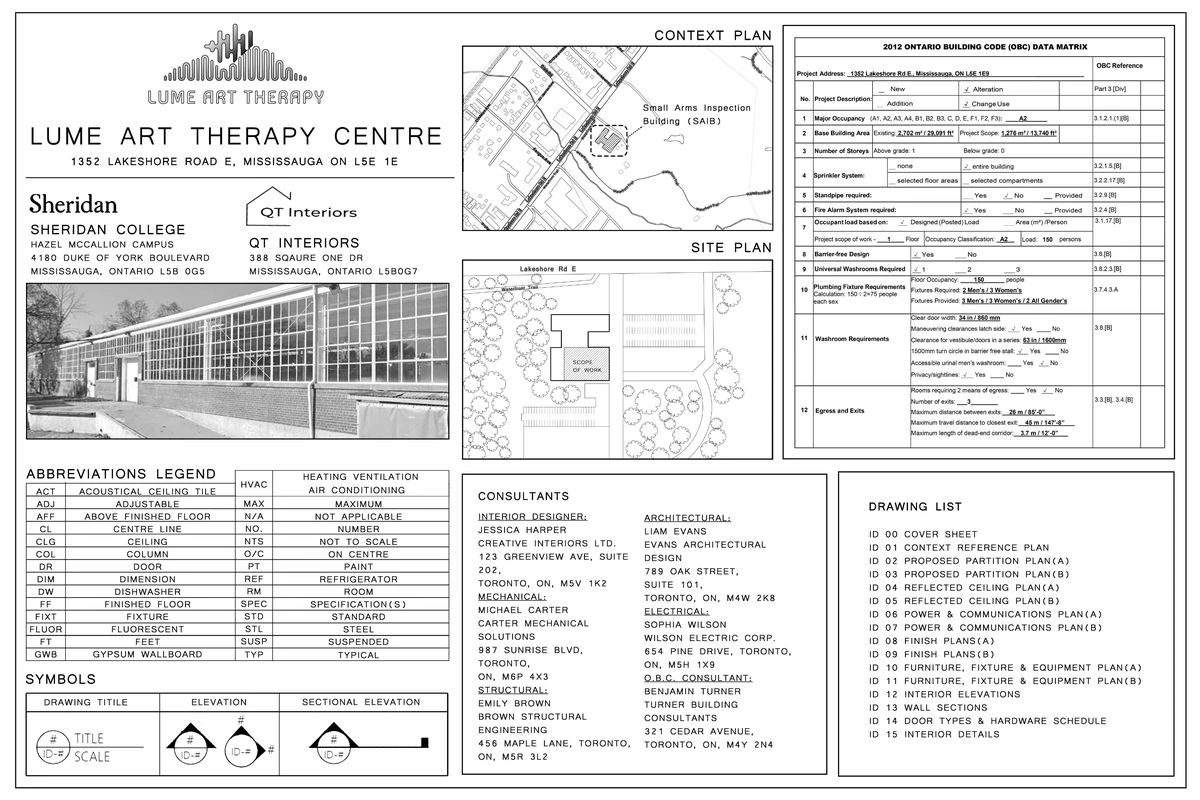 LUME ART THERAPY
LUME ART THERAPY CENTRE
1352 LAKESHORE ROAD E, MISSISSAUGA ON L5E 1E
Sheridan
SHERIDAN COLLEGE
HAZEL MCCALLION CAMPUS
4180 DUKE OF YORK BOULEVARD
MISSISSAUGA, ONTARIO L5B 0G5
QT Interiors
QT INTERIORS
388 SQAURE ONE DR
MISSISSAUGA, ONTARIO L5B0G7
CONTEXT PLAN
Small Arms Inspection
Building (SAIB)
SITE PLAN
Lakeshore Rd E
Waterfront Trail
SCOPE
OF WORK
2012 ONTARIO BUILDING CODE (OBC) DATA MATRIX
Project Address: 1352 Lakeshore Rd E., Mississauga, ON L5E 1E9
OBC Reference
No. Project Description: New √ Alteration Part 3 [Div]
Addition √ Change Use
1 Major Occupancy (A1, A2, A3, A4, B1, B2, B3, C, D, E, F1, F2, F3): A2 3.1.2.1.(1)[B]
2 Base Building Area Existing: 2,702 m² / 29,091 ft² Project Scope: 1,276 m² / 13,740 ft²
3 Number of Storeys Above grade: 1 Below grade: 0
4 Sprinkler System: none √ entire building 3.2.1.5.[B]
selected floor areas selected compartments 3.2.2.17.[B]
5 Standpipe required: Yes √ No Provided 3.2.9.[B]
6 Fire Alarm System required: √ Yes No Provided 3.2.4.[B]
7 Occupant load based on: √ Designed (Posted) Load Area (m²) /Person 3.1.17.[B]
Project scope of work - 1 Floor Occupancy Classification: A2 Load: 150 persons
8 Barrier-free Design √ Yes No 3.8.[B]
9 Universal Washrooms Required √ 1 2 3 3.8.2.3.[B]
10 Plumbing Fixture Requirements
Calculation: 150 ÷ 2=75 people
each sex
Floor Occupancy: 150 people
Fixtures Required: 2 Men's / 3 Women's
Fixtures Provided: 3 Men's / 3 Women's / 2 All Gender's
3.7.4.3.A
11 Washroom Requirements
Clear door width: 34 in / 860 mm
Maneuvering clearances latch side: √ Yes No
Clearance for vestibule/doors in a series: 63 in / 1600mm
1500mm turn circle in barrier free stall: √ Yes No
Accessible urinal men's washroom: Yes √ No
Privacy/sightlines: √ Yes No
3.8.[B]
12 Egress and Exits
Rooms requiring 2 means of egress: Yes √ No
Number of exits: 3
Maximum distance between exits: 26 m / 85'-0"
Maximum travel distance to closest exit: 45 m / 147'-8"
Maximum length of dead-end corridor: 3.7 m / 12'-0"
3.3.[B], 3.4.[B]
ABBREVIATIONS LEGEND
ACT ACOUSTICAL CEILING TILE
ADJ ADJUSTABLE
AFF ABOVE FINISHED FLOOR
CL CENTRE LINE
CLG CEILING
COL COLUMN
DR DOOR
DIM DIMENSION
DW DISHWASHER
FF FINISHED FLOOR
FIXT FIXTURE
FLUOR FLUORESCENT
FT FEET
GWB GYPSUM WALLBOARD
HVAC HEATING VENTILATION
AIR CONDITIONING
MAX MAXIMUM
N/A NOT APPLICABLE
NO. NUMBER
NTS NOT TO SCALE
O/C ON CENTRE
PT PAINT
REF REFRIGERATOR
RM ROOM
SPEC SPECIFICATION(S)
STD STANDARD
STL STEEL
SUSP SUSPENDED
TYP TYPICAL
SYMBOLS
DRAWING TITILE ELEVATION SECTIONAL ELEVATION
# ID-# TITLE
SCALE
# ID-#
# ID-# #
# ID-#
CONSULTANTS
INTERIOR DESIGNER:
JESSICA HARPER
CREATIVE INTERIORS LTD.
123 GREENVIEW AVE, SUITE
202,
TORONTO, ON, M5V 1K2
MECHANICAL:
MICHAEL CARTER
CARTER MECHANICAL
SOLUTIONS
987 SUNRISE BLVD,
TORONTO,
ON, M6P 4X3
STRUCTURAL:
EMILY BROWN
BROWN STRUCTURAL
ENGINEERING
456 MAPLE LANE, TORONTO,
ON, M5R 3L2
ARCHITECTURAL:
LIAM EVANS
EVANS ARCHITECTURAL
DESIGN
789 OAK STREET,
SUITE 101,
TORONTO, ON, M4W 2K8
ELECTRICAL:
SOPHIA WILSON
WILSON ELECTRIC CORP.
654 PINE DRIVE, TORONTO,
ON, M5H 1X9
O.B.C. CONSULTANT:
BENJAMIN TURNER
TURNER BUILDING
CONSULTANTS
321 CEDAR AVENUE,
TORONTO, ON, M4Y 2N4
DRAWING LIST
ID 00 COVER SHEET
ID 01 CONTEXT REFERENCE PLAN
ID 02 PROPOSED PARTITION PLAN(A)
ID 03 PROPOSED PARTITION PLAN(B)
ID 04 REFLECTED CEILING PLAN(A)
ID 05 REFLECTED CEILING PLAN(B)
ID 06 POWER & COMMUNICATIONS PLAN(A)
ID 07 POWER & COMMUNICATIONS PLAN(B)
ID 08 FINISH PLANS(A)
ID 09 FINISH PLANS(B)
ID 10 FURNITURE, FIXTURE & EQUIPMENT PLAN(A)
ID 11 FURNITURE, FIXTURE & EQUIPMENT PLAN(B)
ID 12 INTERIOR ELEVATIONS
ID 13 WALL SECTIONS
ID 14 DOOR TYPES & HARDWARE SCHEDULE
ID 15 INTERIOR DETAILS